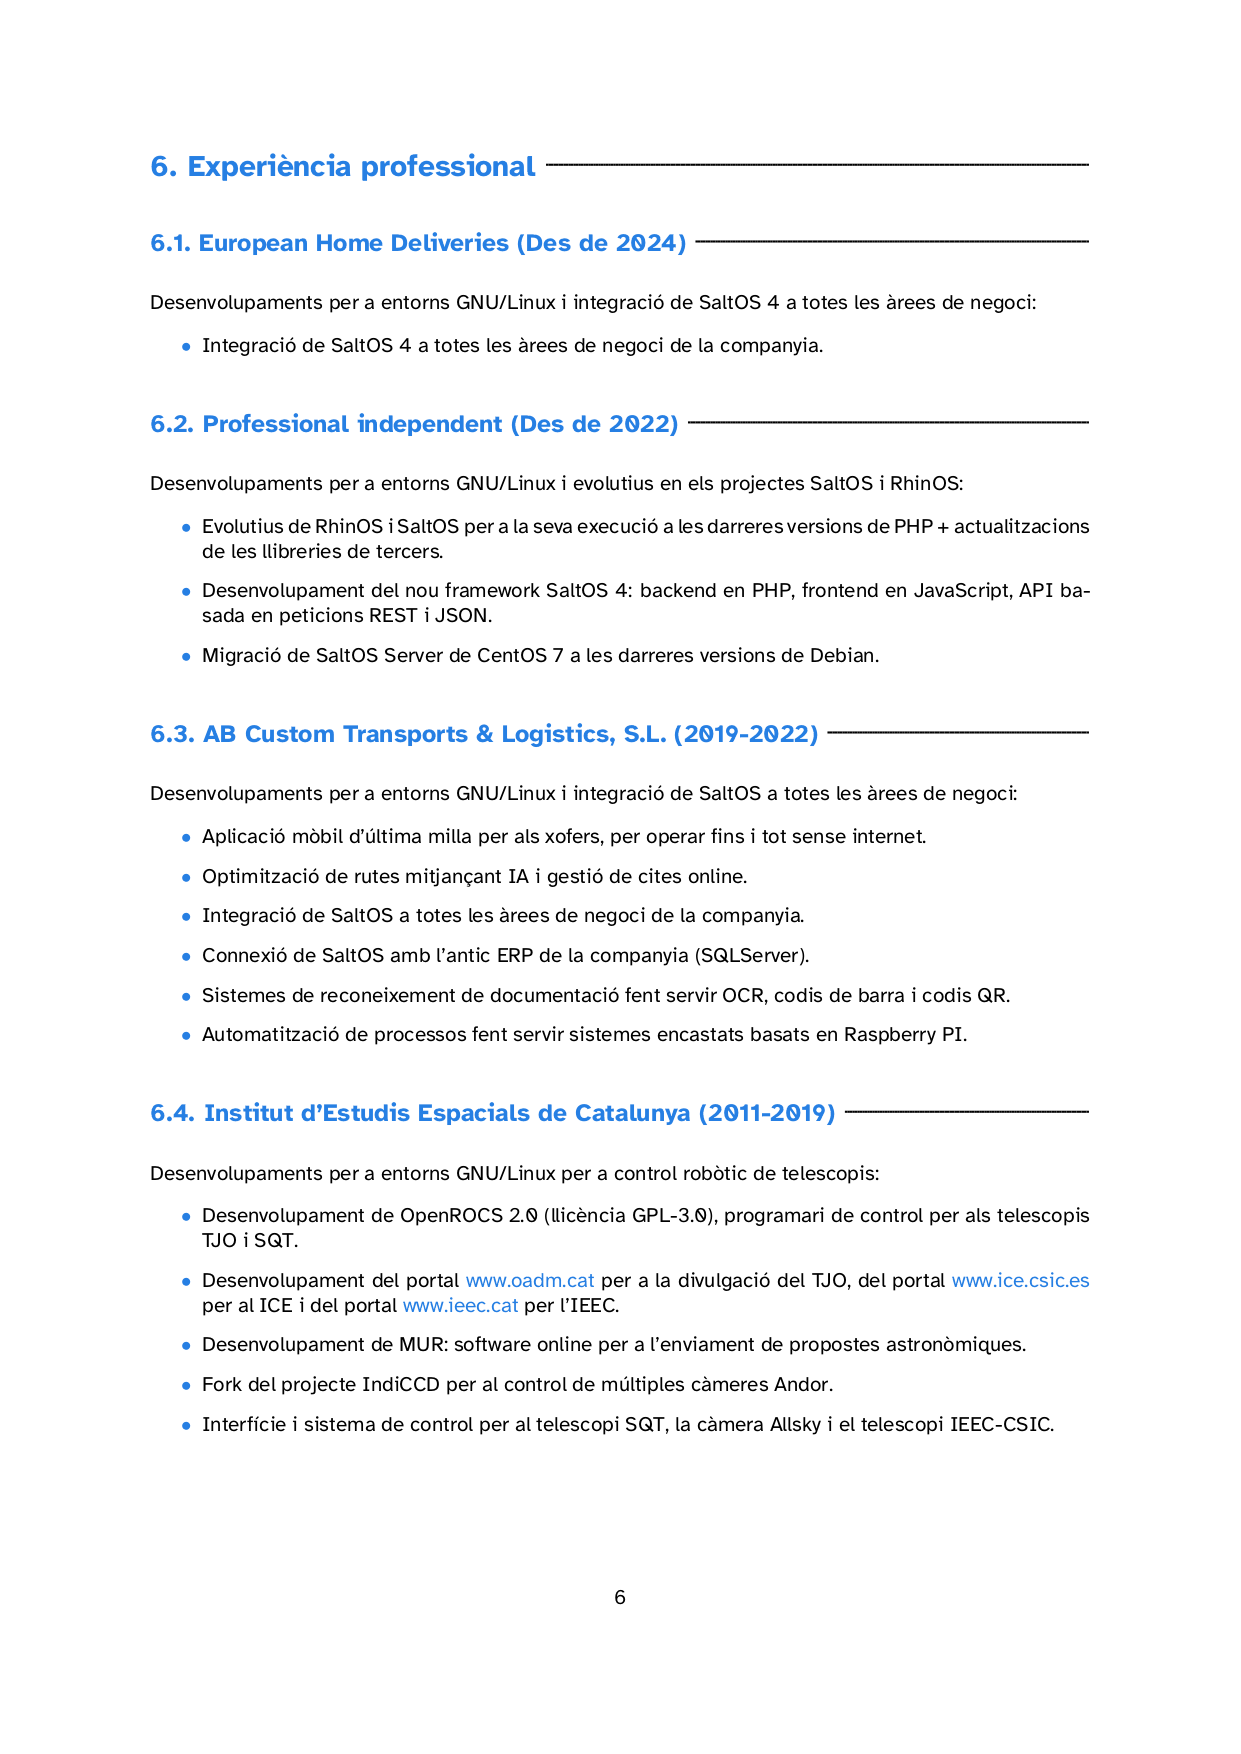 6. Experiència professional
6.1. European Home Deliveries (Des de 2024)
Desenvolupaments per a entorns GNU/Linux i integració de SaltOS 4 a totes les àrees de negoci:
• Integració de SaltOS 4 a totes les àrees de negoci de la companyia.
6.2. Professional independent (Des de 2022)
Desenvolupaments per a entorns GNU/Linux i evolutius en els projectes SaltOS i RhinOS:
• Evolutius de RhinOS i SaltOS per a la seva execució a les darreres versions de PHP + actualitzacions
de les llibreries de tercers.
• Desenvolupament del nou framework SaltOS 4: backend en PHP, frontend en JavaScript, API ba-
sada en peticions REST i JSON.
• Migració de SaltOS Server de CentOS 7 a les darreres versions de Debian.
6.3. AB Custom Transports & Logistics, S.L. (2019-2022)
Desenvolupaments per a entorns GNU/Linux i integració de SaltOS a totes les àrees de negoci:
• Aplicació mòbil d’última milla per als xofers, per operar fins i tot sense internet.
• Optimització de rutes mitjançant IA i gestió de cites online.
• Integració de SaltOS a totes les àrees de negoci de la companyia.
• Connexió de SaltOS amb l’antic ERP de la companyia (SQLServer).
• Sistemes de reconeixement de documentació fent servir OCR, codis de barra i codis QR.
• Automatització de processos fent servir sistemes encastats basats en Raspberry PI.
6.4. Institut d’Estudis Espacials de Catalunya (2011-2019)
Desenvolupaments per a entorns GNU/Linux per a control robòtic de telescopis:
• Desenvolupament de OpenROCS 2.0 (llicència GPL-3.0), programari de control per als telescopis
TJO i SQT.
• Desenvolupament del portal www.oadm.cat per a la divulgació del TJO, del portal www.ice.csic.es
per al ICE i del portal www.ieec.cat per l’IEEC.
• Desenvolupament de MUR: software online per a l’enviament de propostes astronòmiques.
• Fork del projecte IndiCCD per al control de múltiples càmeres Andor.
• Interfície i sistema de control per al telescopi SQT, la càmera Allsky i el telescopi IEEC-CSIC.
6